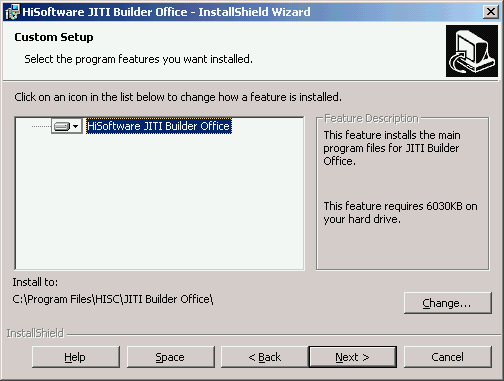 HiSoftware JITI Builder Office - InstallShield Wizard
Custom Setup
Select the program features you want installed.
Click on an icon in the list below to change how a feature is installed.
HiSoftware JITI Builder Office
Feature Description
This feature installs the main
program files for JITI Builder
Office.
This feature requires 6030KB on
your hard drive.
Install to:
C:\Program Files\HISC\JITI Builder Office\
Change...
InstallShield
Help
Space
< Back
Next >
Cancel